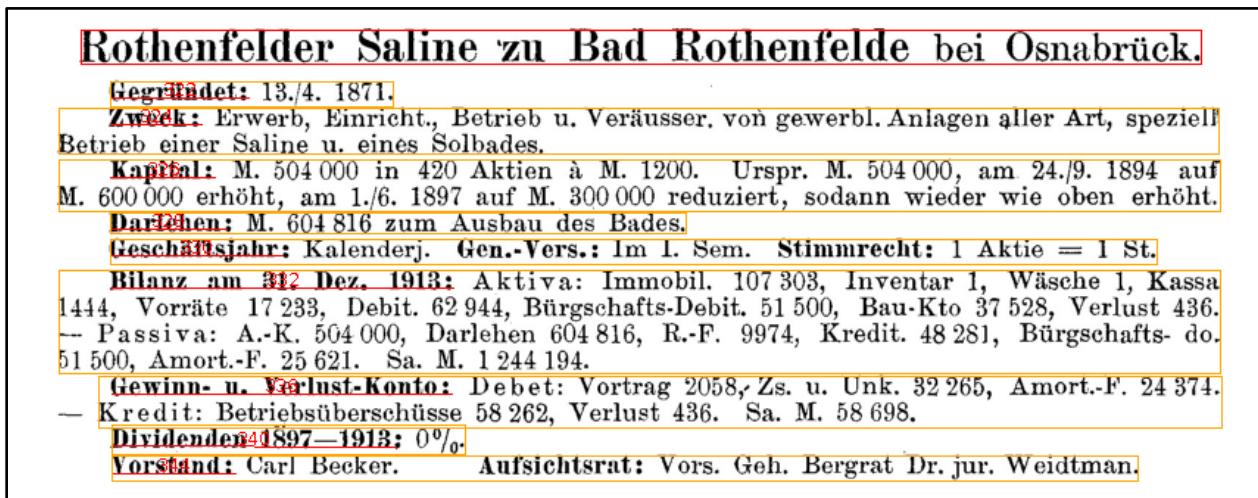 Rothenfelder Saline zu Bad Rothenfelde bei Osnabrück.
Gegründet: 13./4. 1871.
Zweck: Erwerb, Einricht., Betrieb u. Veräusser. von gewerbl. Anlagen aller Art, speziell
Betrieb einer Saline u. eines Solbades.
Kapital: M. 504 000 in 420 Aktien à M. 1200. Urspr. M. 504 000, am 24./9. 1894 auf
M. 600 000 erhöht, am 1./6. 1897 auf M. 300 000 reduziert, sodann wieder wie oben erhöht.
Darlehen: M. 604 816 zum Ausbau des Bades.
Geschäftsjahr: Kalenderj. Gen.-Vers.: Im I. Sem. Stimmrecht: 1 Aktie = 1 St.
Bilanz am 31. Dez. 1913: Aktiva: Immobil. 107 303, Inventar 1, Wäsche 1, Kassa
1444, Vorräte 17 233, Debit. 62 944, Bürgschafts-Debit. 51 500, Bau-Kto 37 528, Verlust 436.
— Passiva: A.-K. 504 000, Darlehen 604 816, R.-F. 9974, Kredit. 48 281, Bürgschafts- do.
51 500, Amort.-F. 25 621. Sa. M. 1 244 194.
Gewinn- u. Verlust-Konto: Debet: Vortrag 2058, Zs. u. Unk. 32 265, Amort.-F. 24 374.
— Kredit: Betriebsüberschüsse 58 262, Verlust 436. Sa. M. 58 698.
Dividenden 1897—1913: 0%.
Vorstand: Carl Becker. Aufsichtsrat: Vors. Geh. Bergrat Dr. jur. Weidtman.